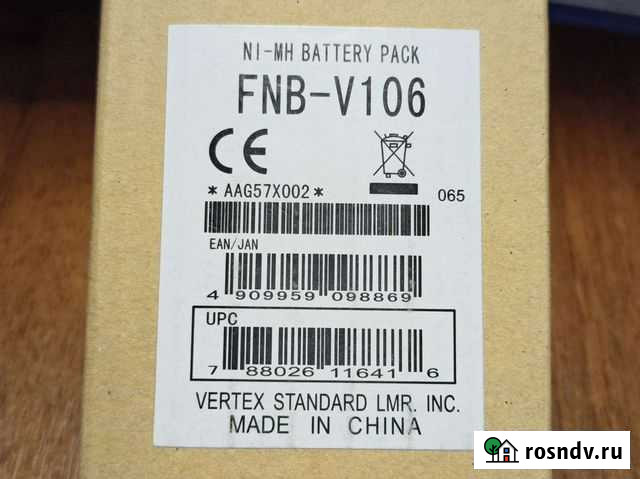 NI-MH BATTERY PACK
FNB-V106
CE
*AAG57X002*
065
EAN/JAN
4 909959 098869
UPC
7 88026 11641 6
VERTEX STANDARD LMR. INC.
MADE IN CHINA
rosndv.ru